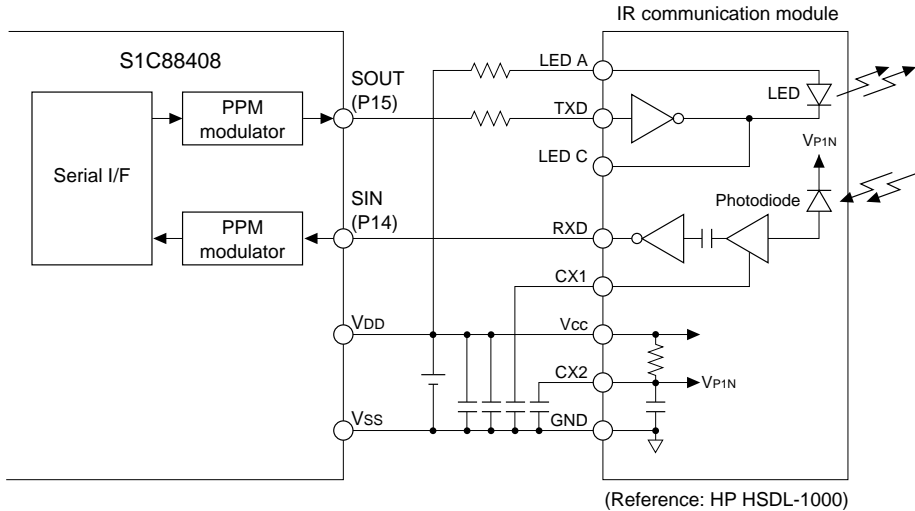 IR communication module
S1C88408
Serial I/F
PPM
modulator
PPM
modulator
SOUT
(P15)
SIN
(P14)
VDD
VSS
LED A
TXD
LED C
RXD
CX1
Vcc
CX2
GND
LED
VP1N
Photodiode
VP1N
(Reference: HP HSDL-1000)